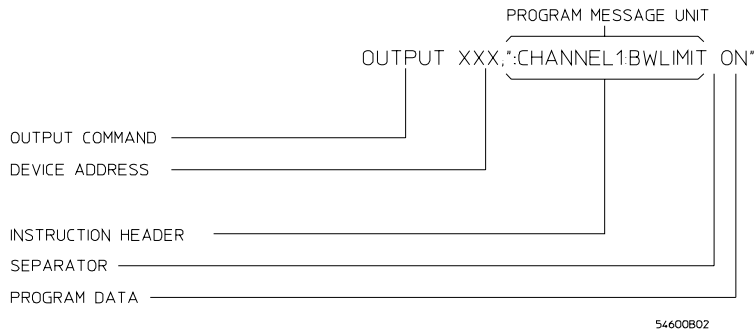 PROGRAM MESSAGE UNIT
OUTPUT XXX,":CHANNEL1:BWLIMIT ON"
OUTPUT COMMAND
DEVICE ADDRESS
INSTRUCTION HEADER
SEPARATOR
PROGRAM DATA
54600B02